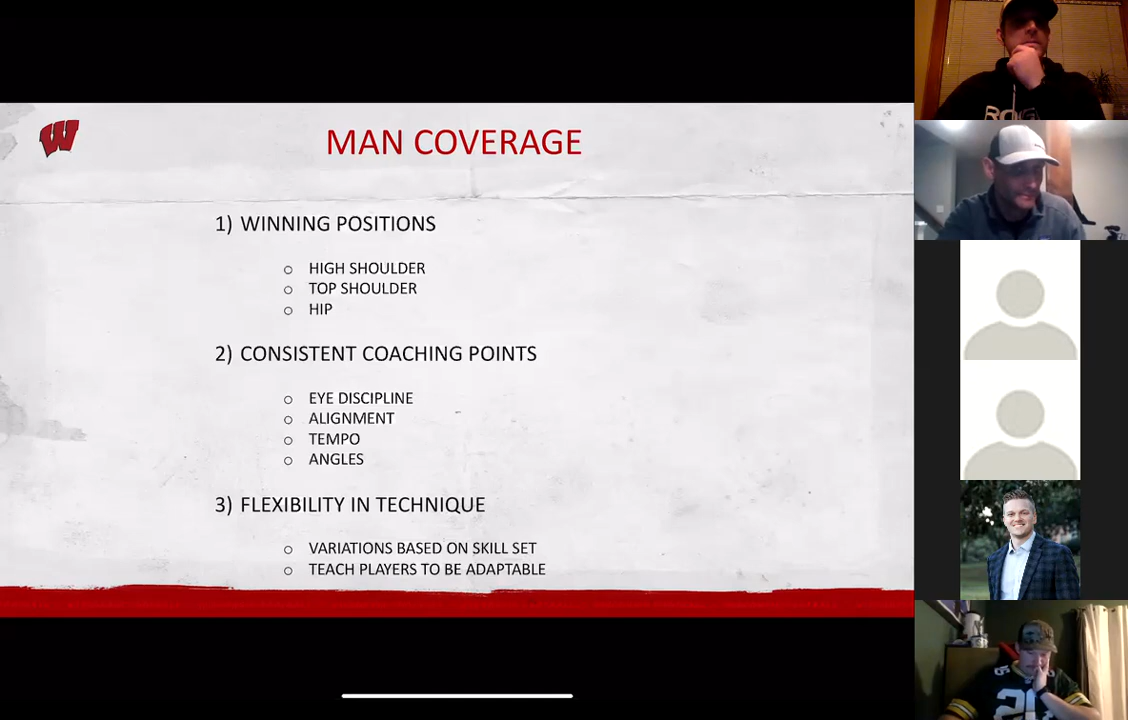 W
MAN COVERAGE
1) WINNING POSITIONS
o HIGH SHOULDER
o TOP SHOULDER
o HIP
2) CONSISTENT COACHING POINTS
o EYE DISCIPLINE
o ALIGNMENT
o TEMPO
o ANGLES
3) FLEXIBILITY IN TECHNIQUE
o VARIATIONS BASED ON SKILL SET
o TEACH PLAYERS TO BE ADAPTABLE